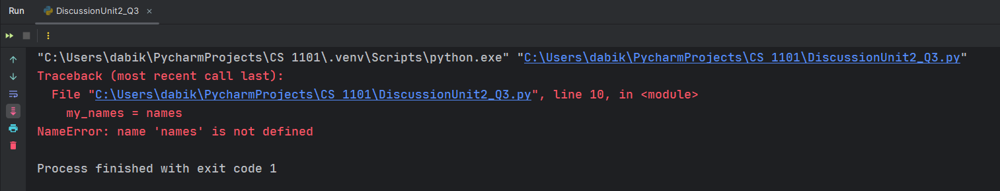 Run DiscussionUnit2_Q3 ×
"C:\Users\dabik\PycharmProjects\CS 1101\.venv\Scripts\python.exe" "C:\Users\dabik\PycharmProjects\CS 1101\DiscussionUnit2_Q3.py"
Traceback (most recent call last):
  File "C:\Users\dabik\PycharmProjects\CS 1101\DiscussionUnit2_Q3.py", line 10, in <module>
    my_names = names
NameError: name 'names' is not defined
Process finished with exit code 1